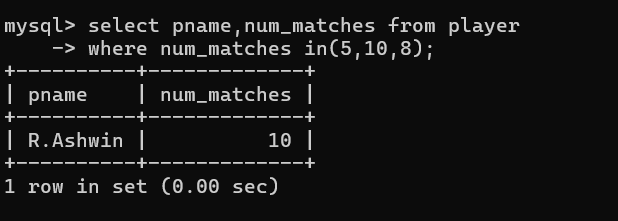 mysql> select pname,num_matches from player
    -> where num_matches in(5,10,8);
+----------+-------------+
| pname    | num_matches |
+----------+-------------+
| R.Ashwin |          10 |
+----------+-------------+
1 row in set (0.00 sec)